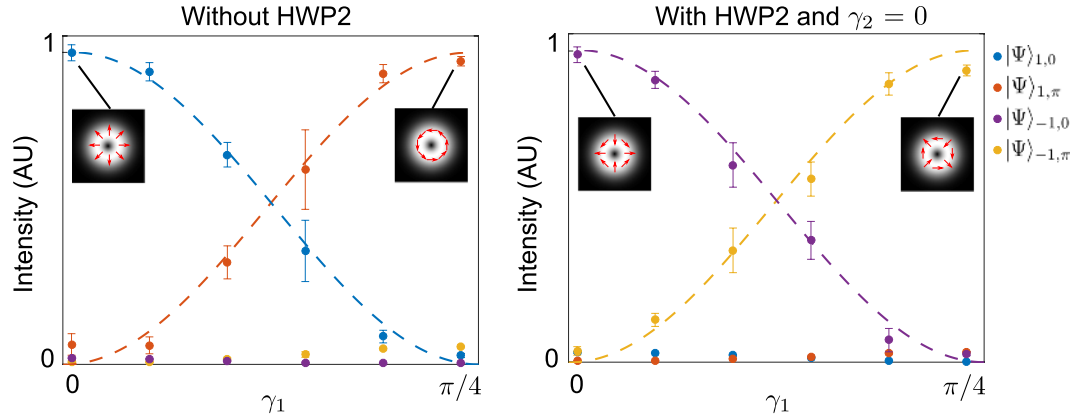 Without HWP2
With HWP2 and $\gamma_2 = 0$
Intensity (AU)
1
0
0
π/4
γ₁
Intensity (AU)
1
0
0
π/4
γ₁
|Ψ⟩₁,₀
|Ψ⟩₁,π
|Ψ⟩₋₁,₀
|Ψ⟩₋₁,π